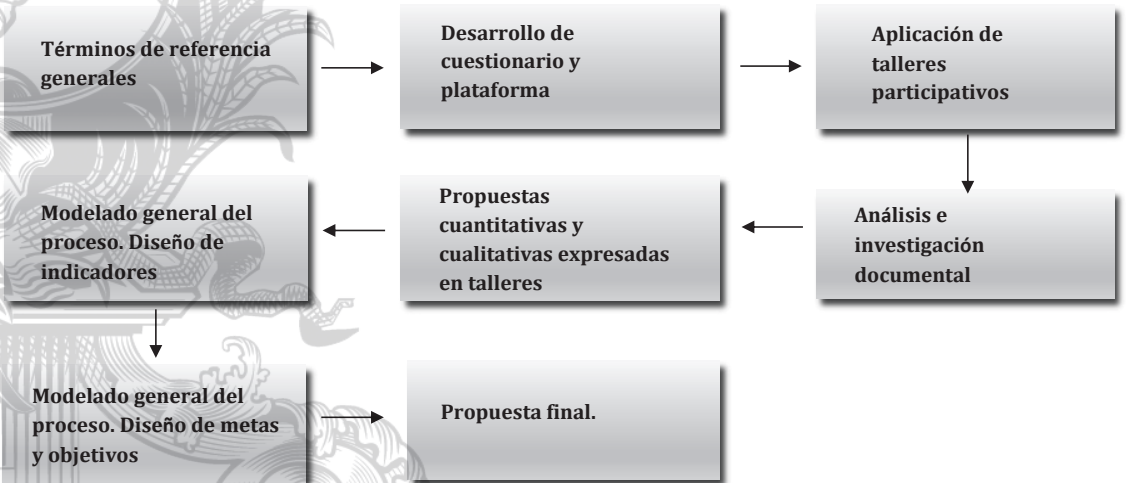 Términos de referencia
generales
Desarrollo de
cuestionario y
plataforma
Aplicación de
talleres
participativos
Análisis e
investigación
documental
Propuestas
cuantitativas y
cualitativas expresadas
en talleres
Modelado general del
proceso. Diseño de
indicadores
Modelado general del
proceso. Diseño de metas
y objetivos
Propuesta final.